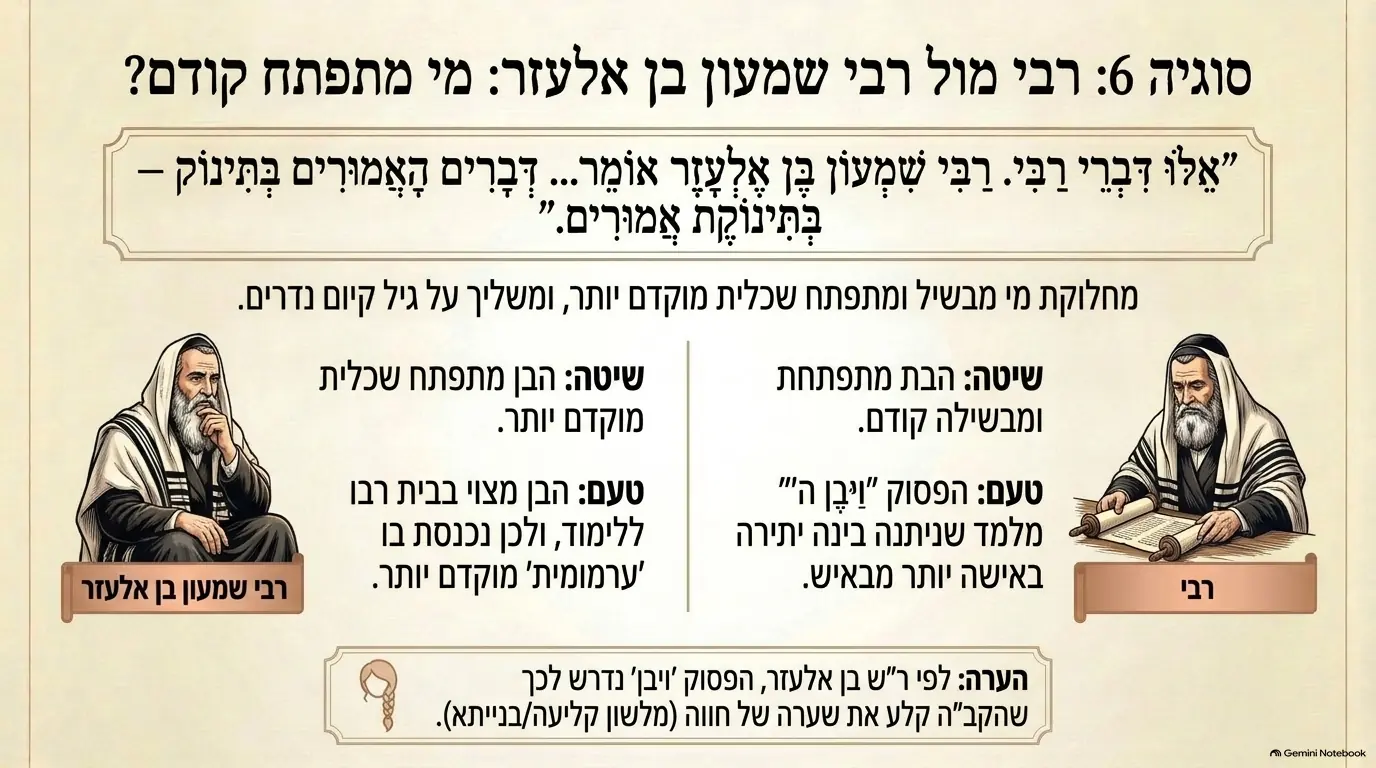 סוגיה 6: רבי מול רבי שמעון בן אלעזר: מי מתפתח קודם?
"אֵלּוּ דִּבְרֵי רַבִּי. רַבִּי שִׁמְעוֹן בֶּן אֶלְעָזָר אוֹמֵר... דְּבָרִים הָאֲמוּרִים בְּתִּינוֹק –
בְּתִּינוֹקֶת אֲמוּרִים."
מחלוקת מי מבשיל ומתפתח שכלית מוקדם יותר, ומשליך על גיל קיום נדרים.
שיטה: הבת מתפתחת
ומבשילה קודם.
טעם: הפסוק "וַיִּבֶן ה'"
מלמד שניתנה בינה יתירה
באישה יותר מבאיש.
רבי
שיטה: הבן מתפתח שכלית
מוקדם יותר.
טעם: הבן מצוי בבית רבו
ללימוד, ולכן נכנסת בו
'ערמומית' מוקדם יותר.
רבי שמעון בן אלעזר
הערה: לפי ר"ש בן אלעזר, הפסוק 'ויבן' נדרש לכך
שהקב"ה קלע את שערה של חווה (מלשון קליעה/בנייתא).
Gemini Notebook